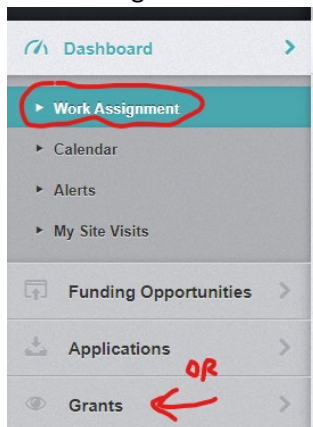 Dashboard
Work Assignment
Calendar
Alerts
My Site Visits
Funding Opportunities
Applications
OR
Grants